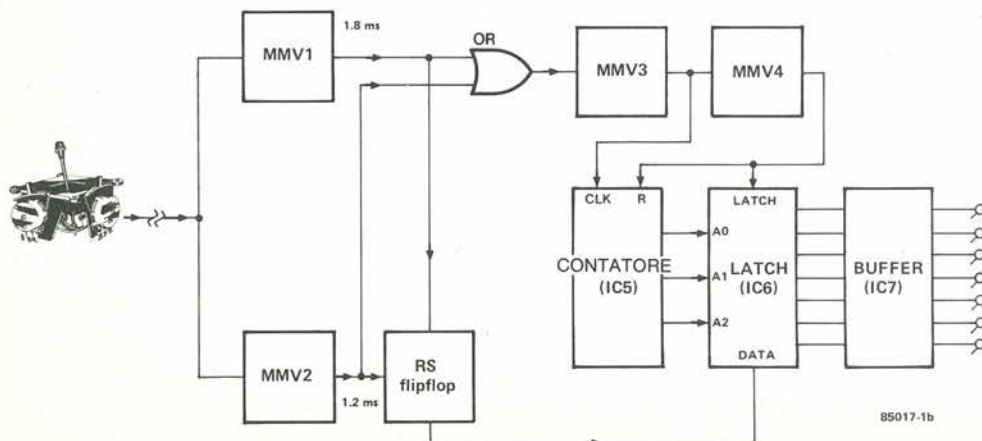 1.8 ms
MMV1
OR
MMV3
MMV4
CLK R
LATCH
A0
CONTATORE
(IC5)
A1
LATCH
(IC6)
BUFFER
(IC7)
A2
DATA
MMV2
1.2 ms
RS
flipflop
85017-1b